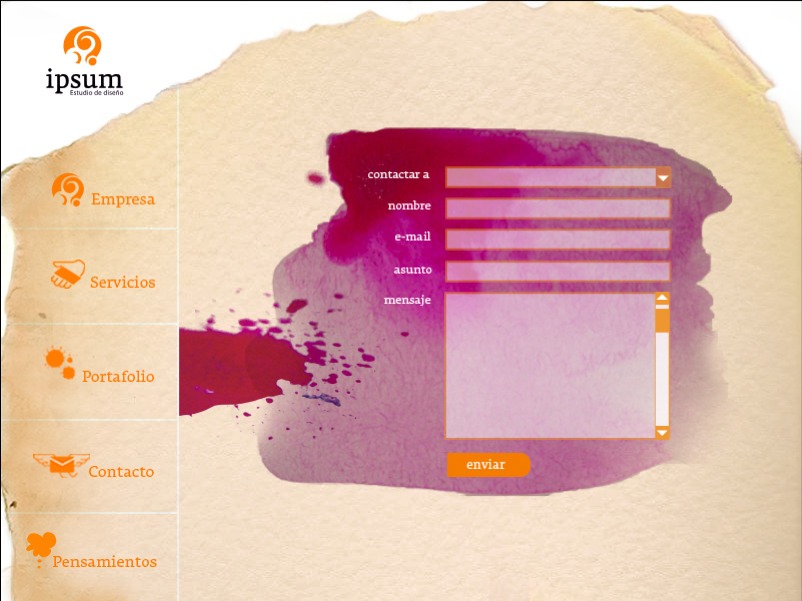 ipsum
Estudio de diseño
Empresa
Servicios
Portafolio
Contacto
Pensamientos
contactar a
nombre
e-mail
asunto
mensaje
enviar